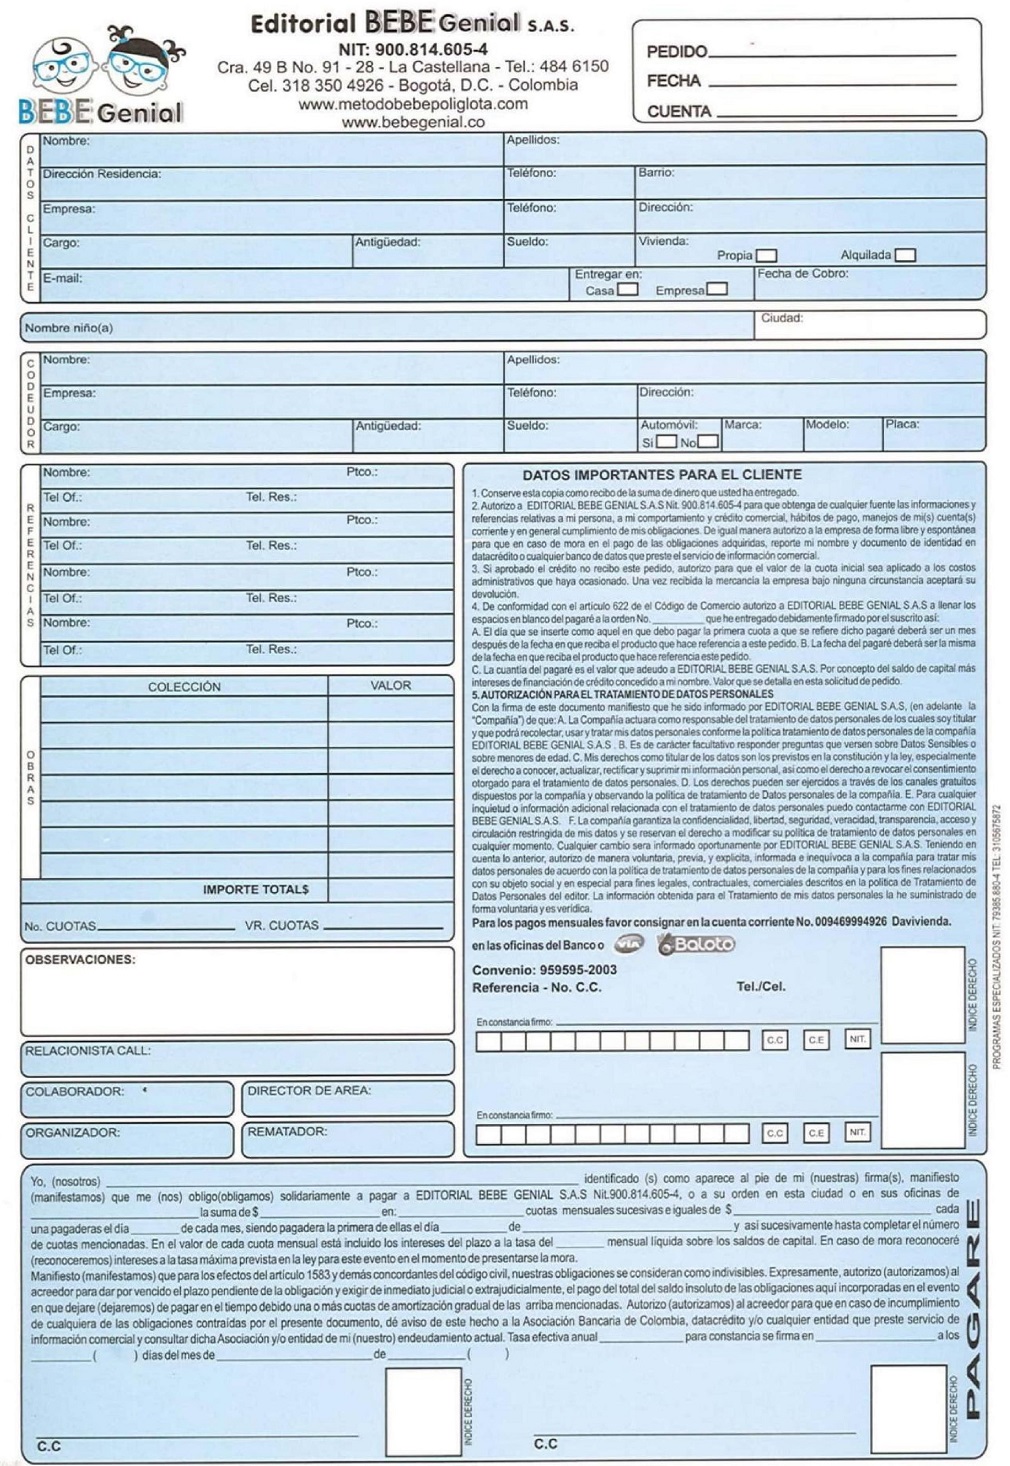 Editorial BEBE Genial S.A.S.
NIT: 900.814.605-4
Cra. 49 B No. 91 - 28 - La Castellana - Tel.: 484 6150
Cel. 318 350 4926 - Bogotá, D.C. - Colombia
www.metodobebepoliglota.com
www.bebegenial.co
BEBE Genial
PEDIDO
FECHA
CUENTA
DATOS CLIENTE
Nombre: Apellidos:
Dirección Residencia: Teléfono: Barrio:
Empresa: Teléfono: Dirección:
Cargo: Antigüedad: Sueldo: Vivienda: Propia Alquilada
E-mail: Entregar en: Casa Empresa Fecha de Cobro:
Nombre niño(a) Ciudad:
CODEUDOR
Nombre: Apellidos:
Empresa: Teléfono: Dirección:
Cargo: Antigüedad: Sueldo: Automóvil: Si No Marca: Modelo: Placa:
REFERENCIAS
Nombre: Ptco.:
Tel Of.: Tel. Res.:
Nombre: Ptco.:
Tel Of.: Tel. Res.:
Nombre: Ptco.:
Tel Of.: Tel. Res.:
Nombre: Ptco.:
Tel Of.: Tel. Res.:
OBRAS
COLECCIÓN VALOR
IMPORTE TOTAL$
No. CUOTAS VR. CUOTAS
OBSERVACIONES:
RELACIONISTA CALL:
COLABORADOR: DIRECTOR DE AREA:
ORGANIZADOR: REMATADOR:
DATOS IMPORTANTES PARA EL CLIENTE
1. Conserve esta copia como recibo de la suma de dinero que usted ha entregado.
2. Autorizo a EDITORIAL BEBE GENIAL S.A.S Nit. 900.814.605-4 para que obtenga de cualquier fuente las informaciones y
referencias relativas a mi persona, a mi comportamiento y crédito comercial, hábitos de pago, manejos de mi(s) cuenta(s)
corriente y en general cumplimiento de mis obligaciones. De igual manera autorizo a la empresa de forma libre y espontánea
para que en caso de mora en el pago de las obligaciones adquiridas, reporte mi nombre y documento de identidad en
datacrédito o cualquier banco de datos que preste el servicio de información comercial.
3. Si aprobado el crédito no recibo este pedido, autorizo para que el valor de la cuota inicial sea aplicado a los costos
administrativos que haya ocasionado. Una vez recibida la mercancia la empresa bajo ninguna circunstancia aceptará su
devolución.
4. De conformidad con el articulo 622 de el Código de Comercio autorizo a EDITORIAL BEBE GENIAL S.A.S a llenar los
espacios en blanco del pagaré a la orden No. ________ que he entregado debidamente firmado por el suscrito así:
A. El día que se inserte como aquel en que debo pagar la primera cuota a que se refiere dicho pagaré deberá ser un mes
después de la fecha en que reciba el producto que hace referencia a este pedido. B. La fecha del pagaré deberá ser la misma
de la fecha en que reciba el producto que hace referencia este pedido.
C. La cuantía del pagaré es el valor que adeudo a EDITORIAL BEBE GENIAL S.A.S. Por concepto del saldo de capital más
intereses de financiación de crédito concedido a mi nombre. Valor que se detalla en esta solicitud de pedido.
5. AUTORIZACIÓN PARA EL TRATAMIENTO DE DATOS PERSONALES
Con la firma de este documento manifiesto que he sido informado por EDITORIAL BEBE GENIAL S.A.S, (en adelante la
"Compañia") de que: A. La Compañía actuara como responsable del tratamiento de datos personales de los cuales soy titular
y que podrá recolectar, usar y tratar mis datos personales conforme la política tratamiento de datos personales de la compañía
EDITORIAL BEBE GENIAL S.A.S . B. Es de carácter facultativo responder preguntas que versen sobre Datos Sensibles o
sobre menores de edad. C. Mis derechos como titular de los datos son los previstos en la constitución y la ley, especialmente
el derecho a conocer, actualizar, rectificar y suprimir mi información personal, así como el derecho a revocar el consentimiento
otorgado para el tratamiento de datos personales. D. Los derechos pueden ser ejercidos a través de los canales gratuitos
dispuestos por la compañía y observando la política de tratamiento de Datos personales de la compañía. E. Para cualquier
inquietud o información adicional relacionada con el tratamiento de datos personales puedo contactarme con EDITORIAL
BEBE GENIAL S.A.S. F. La compañía garantiza la confidencialidad, libertad, seguridad, veracidad, transparencia, acceso y
circulación restringida de mis datos y se reservan el derecho a modificar su política de tratamiento de datos personales en
cualquier momento. Cualquier cambio sera informado oportunamente por EDITORIAL BEBE GENIAL S.A.S. Teniendo en
cuenta lo anterior, autorizo de manera voluntaria, previa, y explicita, informada e inequívoca a la compañía para tratar mis
datos personales de acuerdo con la política de tratamiento de datos personales de la compañía y para los fines relacionados
con su objeto social y en especial para fines legales, contractuales, comerciales descritos en la política de Tratamiento de
Datos Personales del editor. La información obtenida para el Tratamiento de mis datos personales la he suministrado de
forma voluntaria y es verídica.
Para los pagos mensuales favor consignar en la cuenta corriente No. 009469994926 Davivienda.
en las oficinas del Banco o VIA Baloto
Convenio: 959595-2003
Referencia - No. C.C. Tel./Cel.
En constancia firmo:
C.C C.E NIT.
INDICE DERECHO
En constancia firmo:
C.C C.E NIT.
INDICE DERECHO
PROGRAMAS ESPECIALIZADOS NIT: 79385.880-4 TEL: 3105675872
Yo, (nosotros) ________ identificado (s) como aparece al pie de mi (nuestras) firma(s), manifiesto
(manifestamos) que me (nos) obligo(obligamos) solidariamente a pagar a EDITORIAL BEBE GENIAL S.A.S Nit.900.814.605-4, o a su orden en esta ciudad o en sus oficinas de
________ la suma de $ ________ en: ________ cuotas mensuales sucesivas e iguales de $ ________ cada
una pagaderas el día ________ de cada mes, siendo pagadera la primera de ellas el día ________ de ________ y asi sucesivamente hasta completar el número
de cuotas mencionadas. En el valor de cada cuota mensual está incluido los intereses del plazo a la tasa del ________ mensual líquida sobre los saldos de capital. En caso de mora reconoceré
(reconoceremos) intereses a la tasa máxima prevista en la ley para este evento en el momento de presentarse la mora.
Manifiesto (manifestamos) que para los efectos del artículo 1583 y demás concordantes del código civil, nuestras obligaciones se consideran como indivisibles. Expresamente, autorizo (autorizamos) al
acreedor para dar por vencido el plazo pendiente de la obligación y exigir de inmediato judicial o extrajudicialmente, el pago del total del saldo insoluto de las obligaciones aquí incorporadas en el evento
en que dejare (dejaremos) de pagar en el tiempo debido una o más cuotas de amortización gradual de las arriba mencionadas. Autorizo (autorizamos) al acreedor para que en caso de incumplimiento
de cualquiera de las obligaciones contraidas por el presente documento, dé aviso de este hecho a la Asociación Bancaria de Colombia, datacrédito y/o cualquier entidad que preste servicio de
información comercial y consultar dicha Asociación y/o entidad de mi (nuestro) endeudamiento actual. Tasa efectiva anual ________ para constancia se firma en ________ a los
________ ( ) días del mes de ________ de ________ ( )
PAGARE
C.C
INDICE DERECHO
C.C
INDICE DERECHO